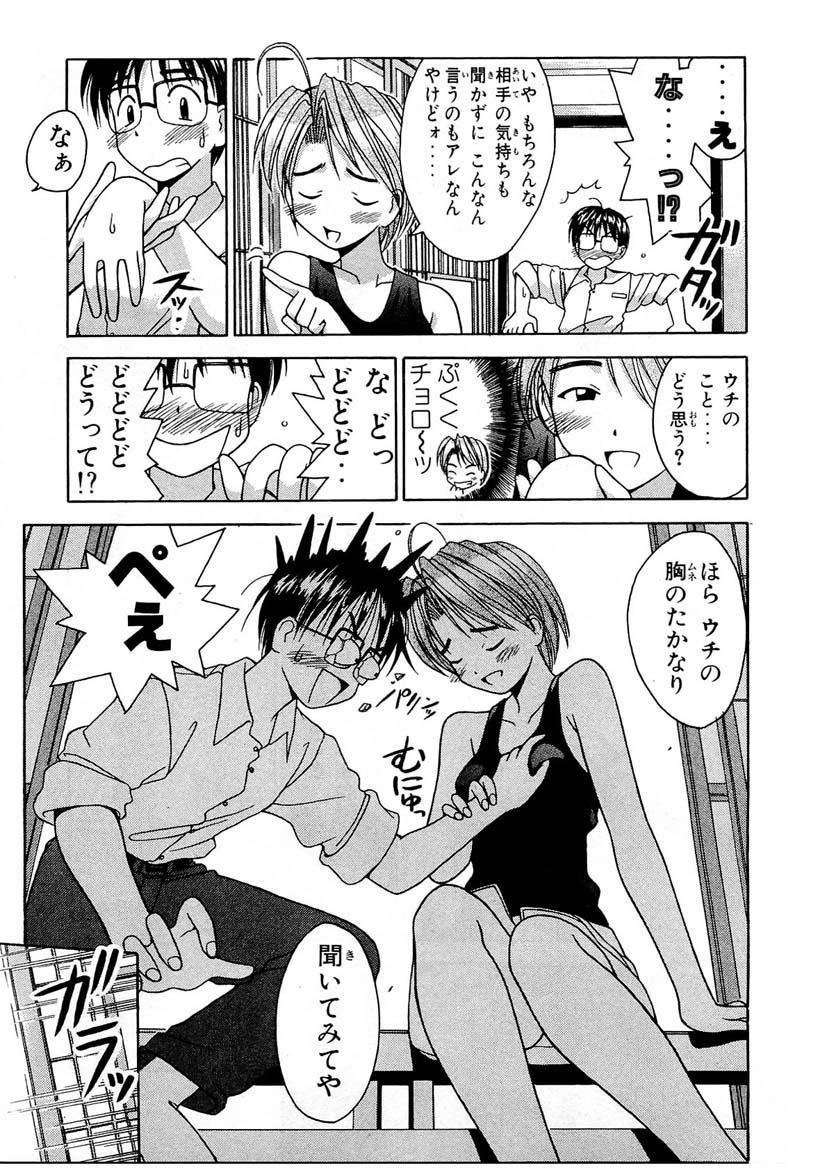 ‥‥え
な‥‥っ!?
ガタッ
いや もちろんな
相手の気持ちも
聞かずに こんなん
言うのもアレなん
やけどォ‥‥
なぁ
スッ
ウチの
こと‥‥
どう思う?
ぷくく
チョロ〜ッ
な どっ
どどど‥
どどどど
どうって!?
ほら ウチの
胸のたかなり
ぺぇ
パリンッ
むにゅっ
聞いてみてや
ガラッ